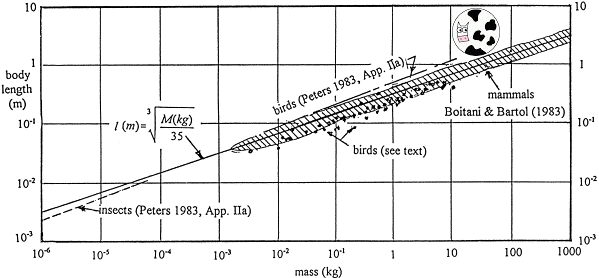 10
10
1
1
body
length
(m)
birds (Peters 1983, App. IIa)
mammals
Boitani & Bartol (1983)
10-1
10-1
l (m)= 3√ M(kg)
35
birds (see text)
10-2
10-2
insects (Peters 1983, App. IIa)
10-3
10-3
10-6 10-5 10-4 10-3 10-2 10-1 1 10 100 1000
mass (kg)